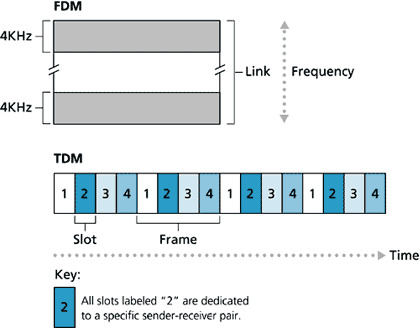 FDM
4KHz
Link
Frequency
4KHz
TDM
1 2 3 4 1 2 3 4 1 2 3 4 1 2 3 4
Slot
Frame
Time
Key:
2
All slots labeled “2” are dedicated
to a specific sender-receiver pair.